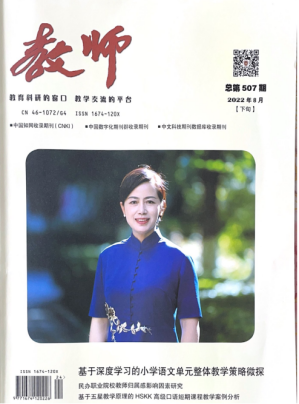 教师
教育科研的窗口 教学交流的平台
CN 46-1072/G4 ISSN 1674-120X
总第507期
2022年8月
【下旬】
•中国知网收录期刊(CNKI) •中国数字化期刊群收录期刊 •中文科技期刊数据库收录期刊
基于深度学习的小学语文单元整体教学策略微探
民办职业院校教师归属感影响因素研究
基于五星教学原理的HSKK高级口语短期课程教学案例分析
ISSN 1674-120X
24
9 771674 120228